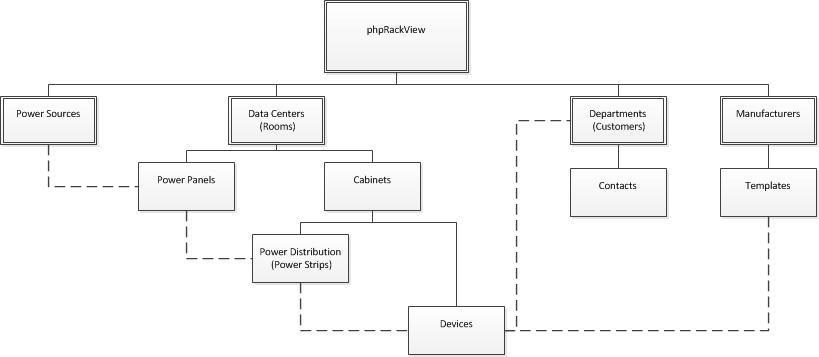 phpRackView
Power Sources
Data Centers
(Rooms)
Departments
(Customers)
Manufacturers
Power Panels
Cabinets
Contacts
Templates
Power Distribution
(Power Strips)
Devices